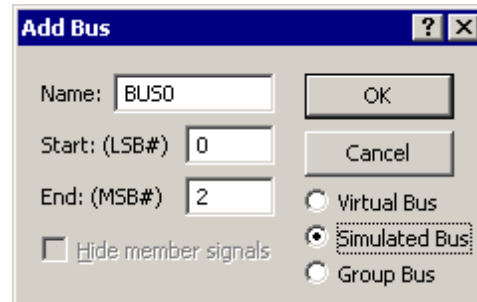 Add Bus
Name: BUS0
OK
Start: (LSB#) 0
Cancel
End: (MSB#) 2
Virtual Bus
Hide member signals
Simulated Bus
Group Bus